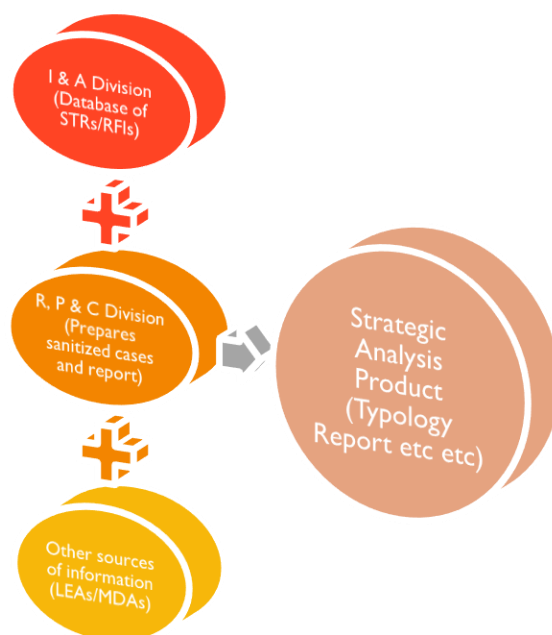 I & A Division
(Database of
STRs/RFIs)
R, P & C Division
(Prepares
sanitized cases
and report)
Other sources
of information
(LEAs/MDAs)
Strategic
Analysis
Product
(Typology
Report etc etc)